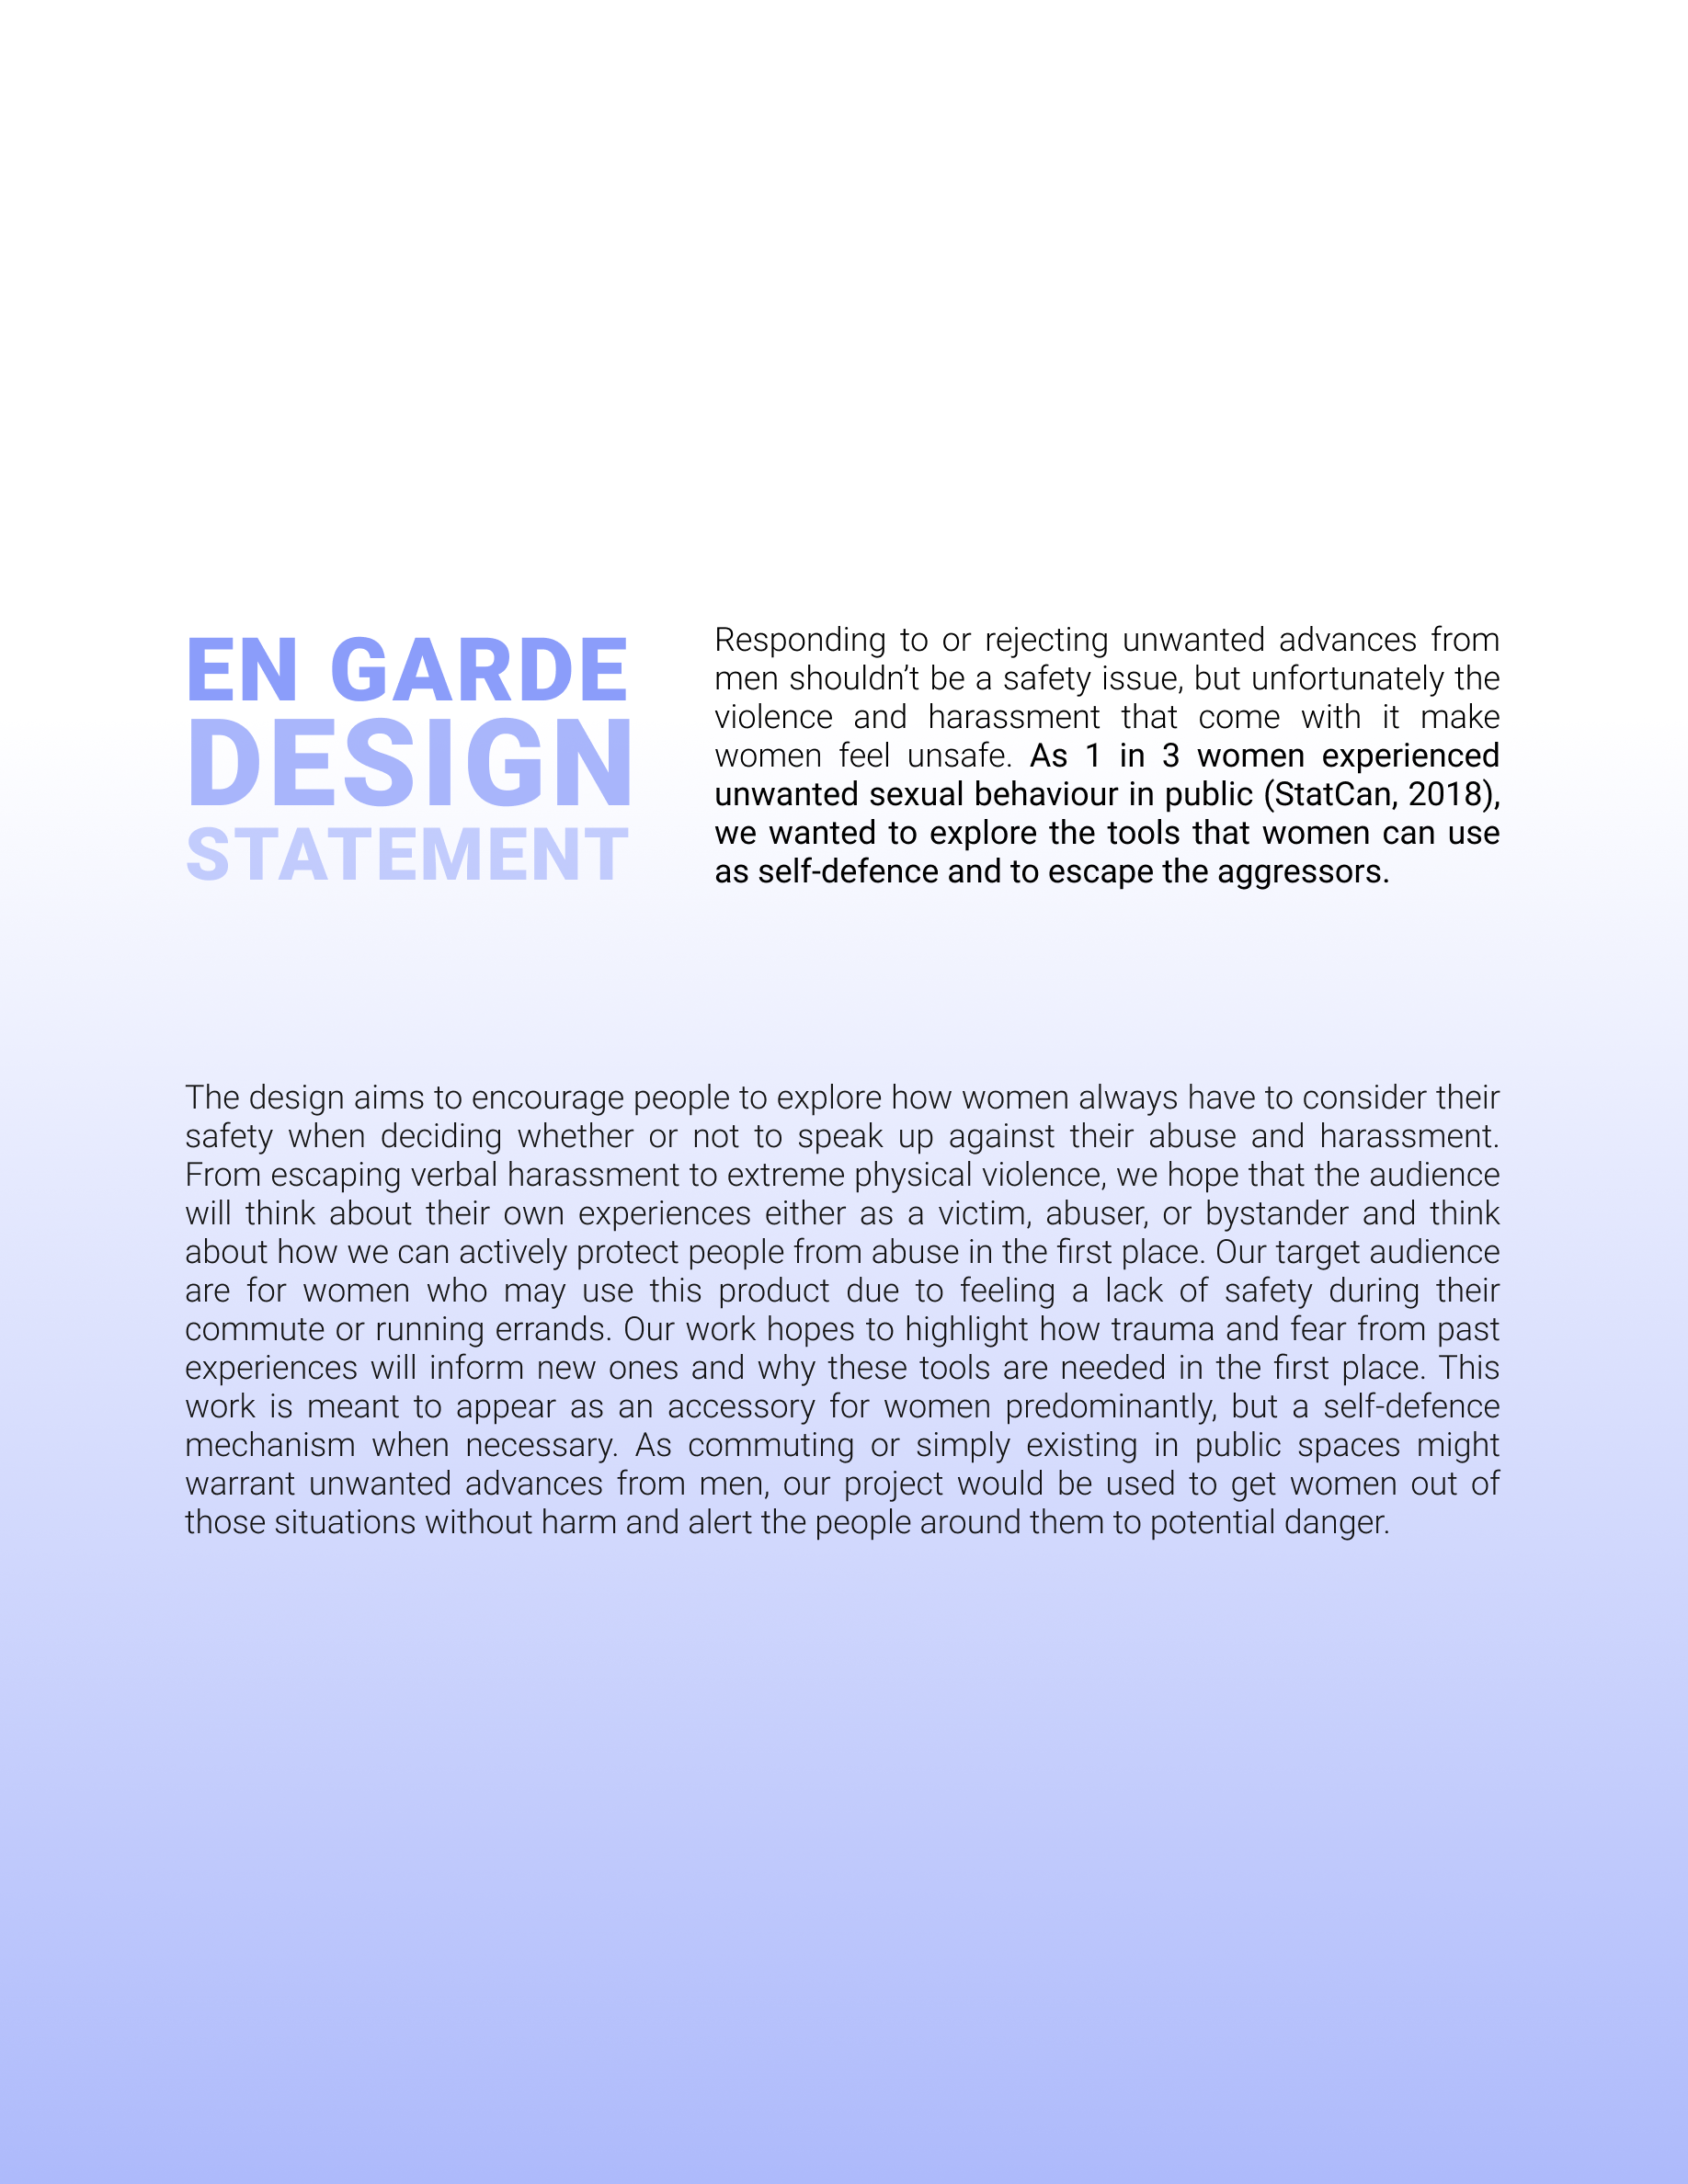 EN GARDE
DESIGN
STATEMENT
Responding to or rejecting unwanted advances from
men shouldn’t be a safety issue, but unfortunately the
violence and harassment that come with it make
women feel unsafe. As 1 in 3 women experienced
unwanted sexual behaviour in public (StatCan, 2018),
we wanted to explore the tools that women can use
as self-defence and to escape the aggressors.
The design aims to encourage people to explore how women always have to consider their
safety when deciding whether or not to speak up against their abuse and harassment.
From escaping verbal harassment to extreme physical violence, we hope that the audience
will think about their own experiences either as a victim, abuser, or bystander and think
about how we can actively protect people from abuse in the first place. Our target audience
are for women who may use this product due to feeling a lack of safety during their
commute or running errands. Our work hopes to highlight how trauma and fear from past
experiences will inform new ones and why these tools are needed in the first place. This
work is meant to appear as an accessory for women predominantly, but a self-defence
mechanism when necessary. As commuting or simply existing in public spaces might
warrant unwanted advances from men, our project would be used to get women out of
those situations without harm and alert the people around them to potential danger.